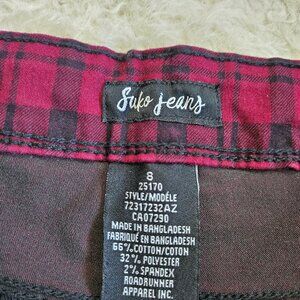 Suko jeans
8
25170
STYLE/MODÈLE
72317232AZ
CA07290
MADE IN BANGLADESH
FABRIQUÉ EN BANGLADESH
66% COTTON/COTON
32% POLYESTER
2% SPANDEX
ROADRUNNER
APPAREL INC.